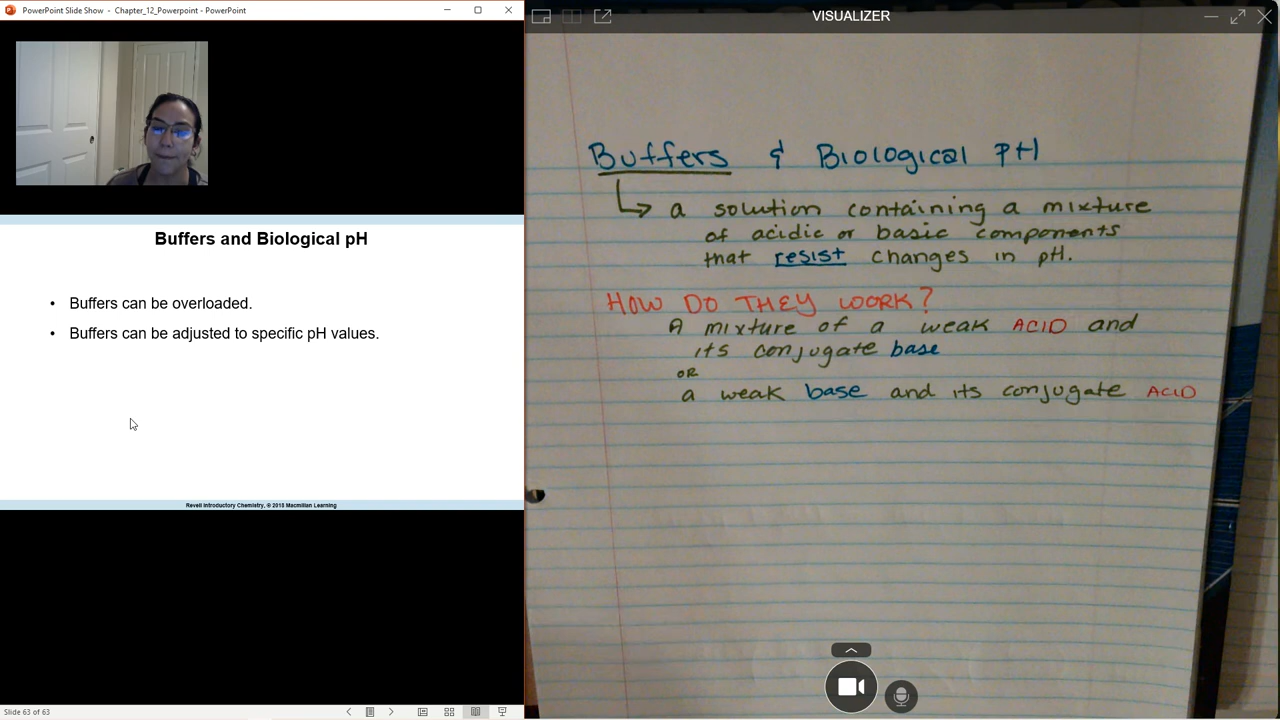 PowerPoint Slide Show - Chapter_12_Powerpoint - PowerPoint
Buffers and Biological pH
• Buffers can be overloaded.
• Buffers can be adjusted to specific pH values.
Revell Introductory Chemistry, © 2018 Macmillan Learning
Slide 63 of 63
VISUALIZER
Buffers & Biological pH
a solution containing a mixture
of acidic or basic components
that resist changes in pH.
HOW DO THEY WORK?
A mixture of a weak ACID and
its conjugate base
OR
a weak base and its conjugate ACID